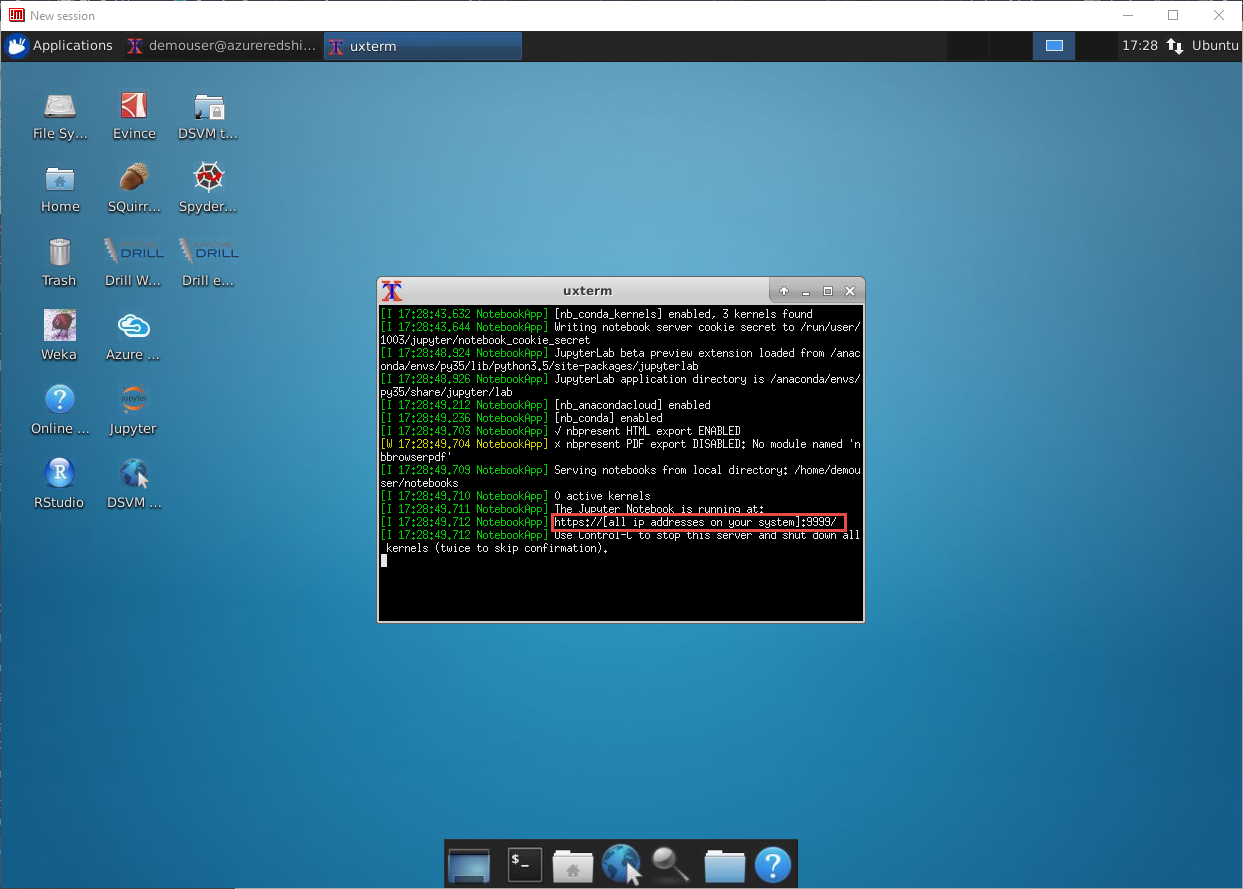 New session
Applications
demouser@azureredshi...
uxterm
17:28
Ubuntu
File Sy...
Evince
DSVM t...
Home
SQuirr...
Spyder...
DRILL
DRILL
Trash
Drill W...
Drill e...
Weka
Azure ...
jupyter
Online ...
Jupyter
R
RStudio
DSVM ...
uxterm
[I 17:28:43.632 NotebookApp] [nb_conda_kernels] enabled, 3 kernels found
[I 17:28:43.644 NotebookApp] Writing notebook server cookie secret to /run/user/
1003/jupyter/notebook_cookie_secret
[I 17:28:48.924 NotebookApp] JupyterLab beta preview extension loaded from /anac
onda/envs/py35/lib/python3.5/site-packages/jupyterlab
[I 17:28:48.926 NotebookApp] JupyterLab application directory is /anaconda/envs/
py35/share/jupyter/lab
[I 17:28:49.212 NotebookApp] [nb_anacondacloud] enabled
[I 17:28:49.236 NotebookApp] [nb_conda] enabled
[I 17:28:49.703 NotebookApp] √ nbpresent HTML export ENABLED
[W 17:28:49.704 NotebookApp] x nbpresent PDF export DISABLED: No module named 'n
bbrowserpdf'
[I 17:28:49.709 NotebookApp] Serving notebooks from local directory: /home/demou
ser/notebooks
[I 17:28:49.710 NotebookApp] 0 active kernels
[I 17:28:49.711 NotebookApp] The Jupyter Notebook is running at:
[I 17:28:49.712 NotebookApp] https://[all ip addresses on your system]:9999/
[I 17:28:49.712 NotebookApp] Use Control-C to stop this server and shut down all
kernels (twice to skip confirmation).
$_